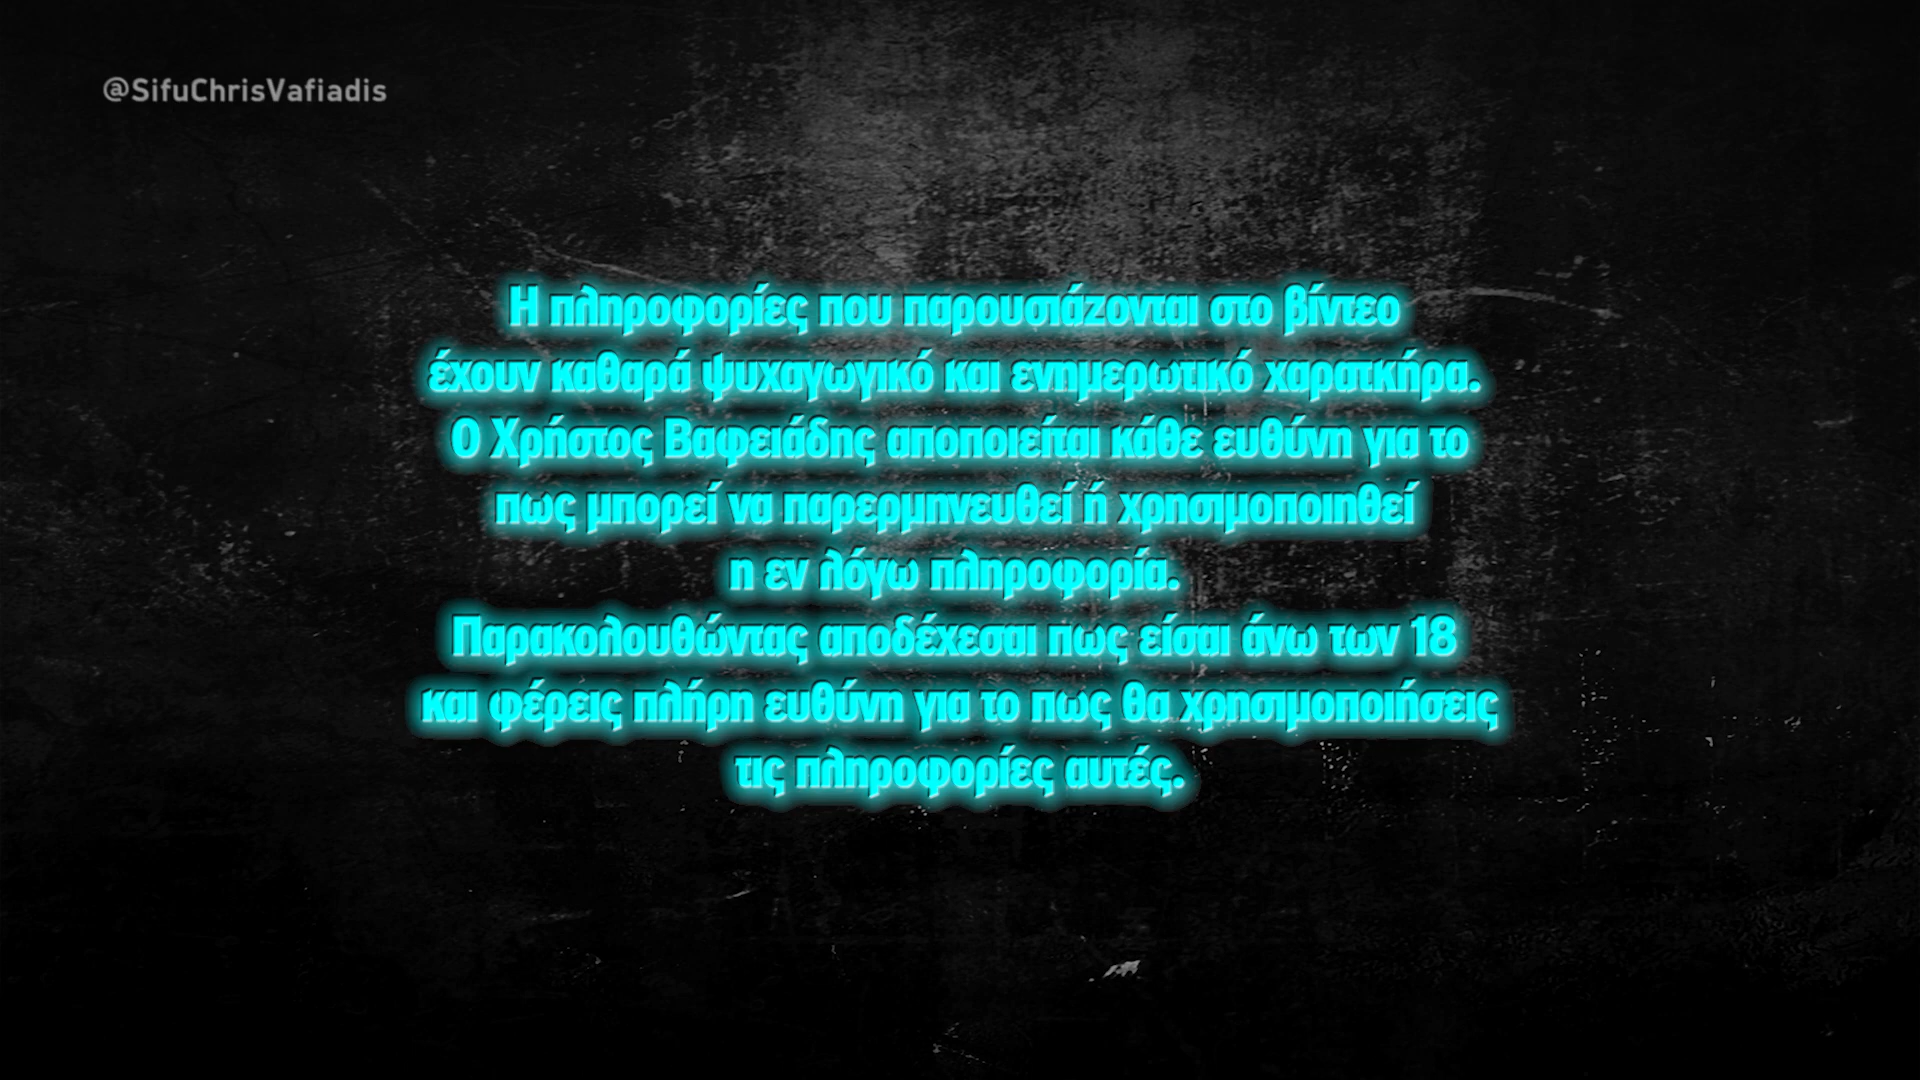 @SifuChrisVafiadis
Η πληροφορίες που παρουσιάζονται στο βίντεο
έχουν καθαρά ψυχαγωγικό και ενημερωτικό χαρατκήρα.
Ο Χρήστος Βαφειάδης αποποιείται κάθε ευθύνη για το
πως μπορεί να παρερμηνευθεί ή χρησιμοποιηθεί
η εν λόγω πληροφορία.
Παρακολουθώντας αποδέχεσαι πως είσαι άνω των 18
και φέρεις πλήρη ευθύνη για το πως θα χρησιμοποιήσεις
τις πληροφορίες αυτές.